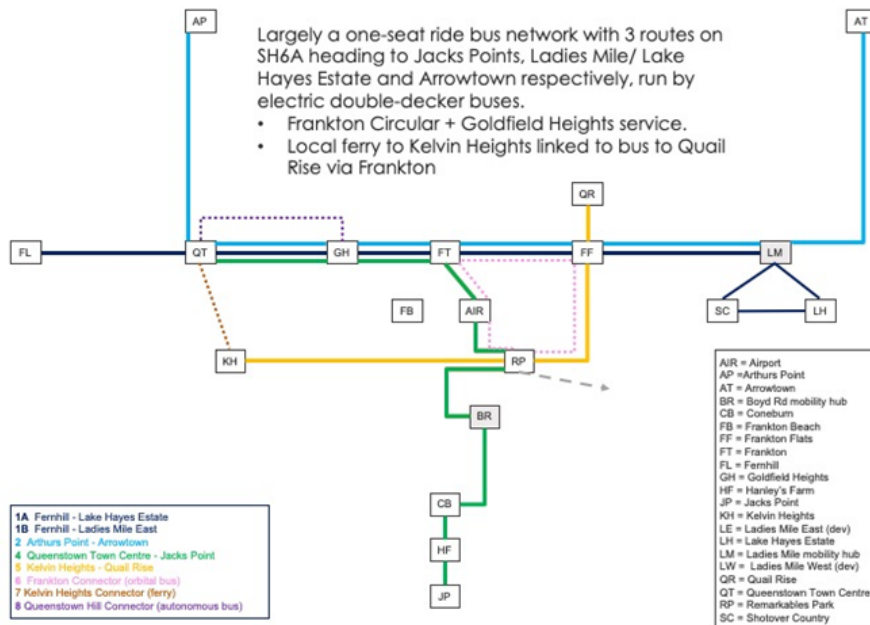 AP
AT
Largely a one-seat ride bus network with 3 routes on
SH6A heading to Jacks Points, Ladies Mile/ Lake
Hayes Estate and Arrowtown respectively, run by
electric double-decker buses.
• Frankton Circular + Goldfield Heights service.
• Local ferry to Kelvin Heights linked to bus to Quail
Rise via Frankton
QR
FL
QT
GH
FT
FF
LM
FB
AIR
SC
LH
KH
RP
BR
CB
HF
JP
AIR = Airport
AP =Arthurs Point
AT = Arrowtown
BR = Boyd Rd mobility hub
CB = Coneburn
FB = Frankton Beach
FF = Frankton Flats
FT = Frankton
FL = Fernhill
GH = Goldfield Heights
HF = Hanley's Farm
JP = Jacks Point
KH = Kelvin Heights
LE = Ladies Mile East (dev)
LH = Lake Hayes Estate
LM = Ladies Mile mobility hub
LW = Ladies Mile West (dev)
QR = Quail Rise
QT = Queenstown Town Centre
RP = Remarkables Park
SC = Shotover Country
1A Fernhill - Lake Hayes Estate
1B Fernhill - Ladies Mile East
2 Arthurs Point - Arrowtown
4 Queenstown Town Centre - Jacks Point
5 Kelvin Heights - Quail Rise
6 Frankton Connector (orbital bus)
7 Kelvin Heights Connector (ferry)
8 Queenstown Hill Connector (autonomous bus)